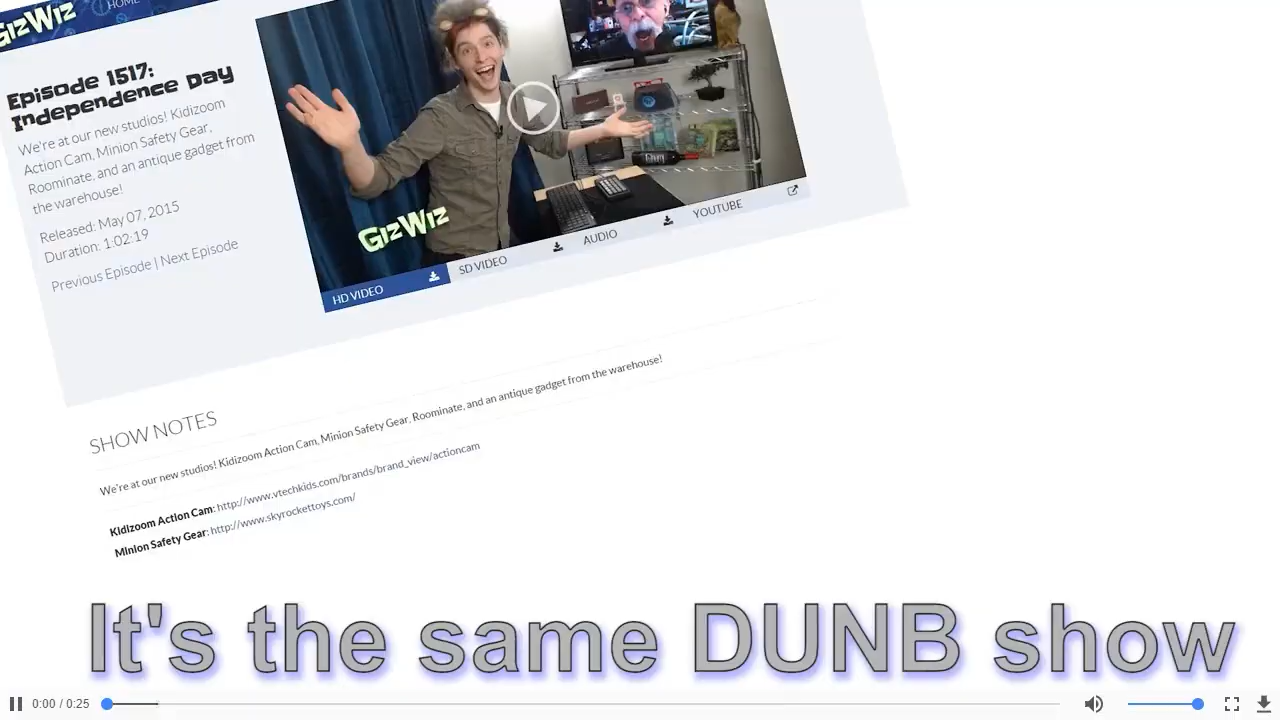 GizWiz
HOME
Episode 1517:
Independence Day
We're at our new studios! Kidizoom
Action Cam, Minion Safety Gear,
Roominate, and an antique gadget from
the warehouse!
Released: May 07, 2015
Duration: 1:02:19
Previous Episode | Next Episode
GizWiz
HD VIDEO
SD VIDEO
AUDIO
YOUTUBE
SHOW NOTES
We're at our new studios! Kidizoom Action Cam, Minion Safety Gear, Roominate, and an antique gadget from the warehouse!
Kidizoom Action Cam: http://www.vtechkids.com/brands/brand_view/actioncam
Minion Safety Gear: http://www.skyrockettoys.com/
It's the same DUNB show
0:00 / 0:25